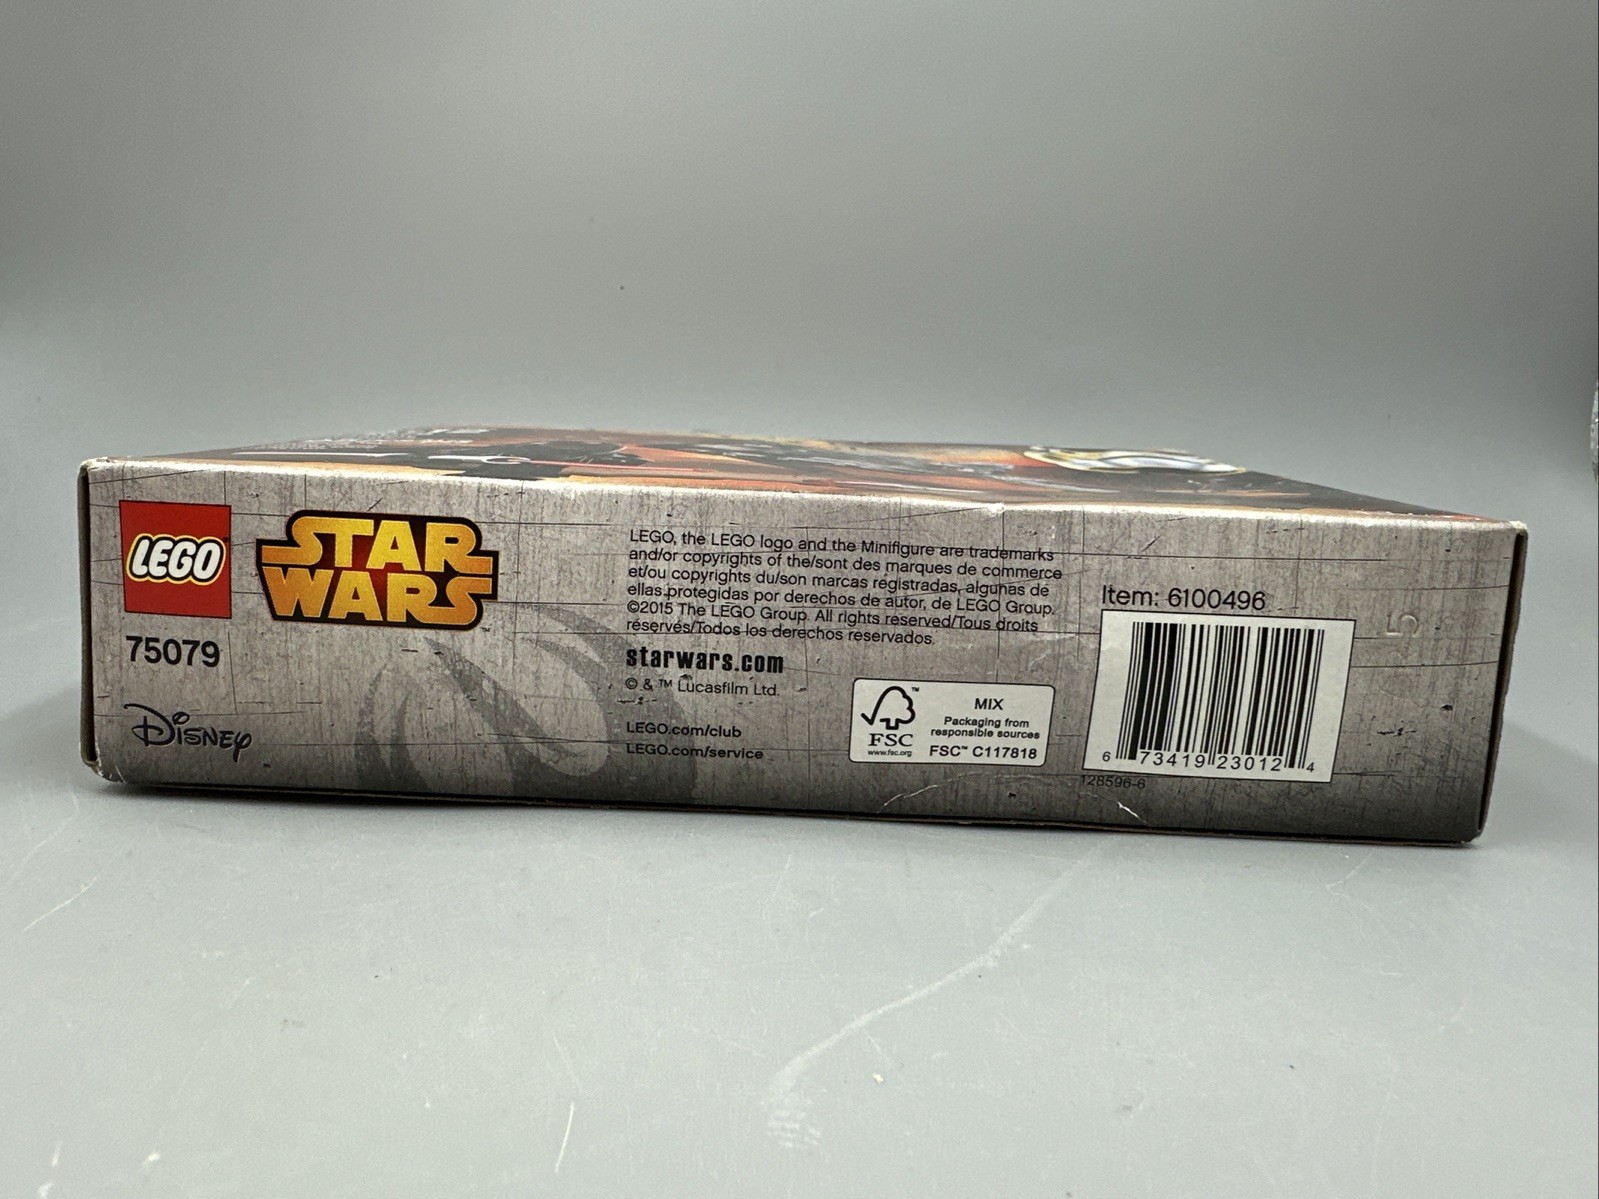 LEGO
STAR
WARS™
75079
Disney
LEGO, the LEGO logo and the Minifigure are trademarks
and/or copyrights of the/sont des marques de commerce
et/ou copyrights du/son marcas registradas, algunas de
ellas protegidas por derechos de autor, de LEGO Group.
©2015 The LEGO Group. All rights reserved/Tous droits
réservés/Todos los derechos reservados.
starwars.com
© & ™ Lucasfilm Ltd.
LEGO.com/club
LEGO.com/service
FSC
www.fsc.org
MIX
Packaging from
responsible sources
FSC™ C117818
Item: 6100496
6 73419 23012 4
128596-6